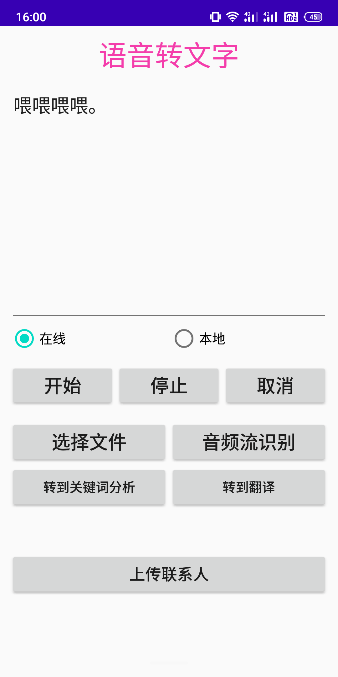 16:00
45
语音转文字
喂喂喂喂。
在线
本地
开始
停止
取消
选择文件
音频流识别
转到关键词分析
转到翻译
上传联系人